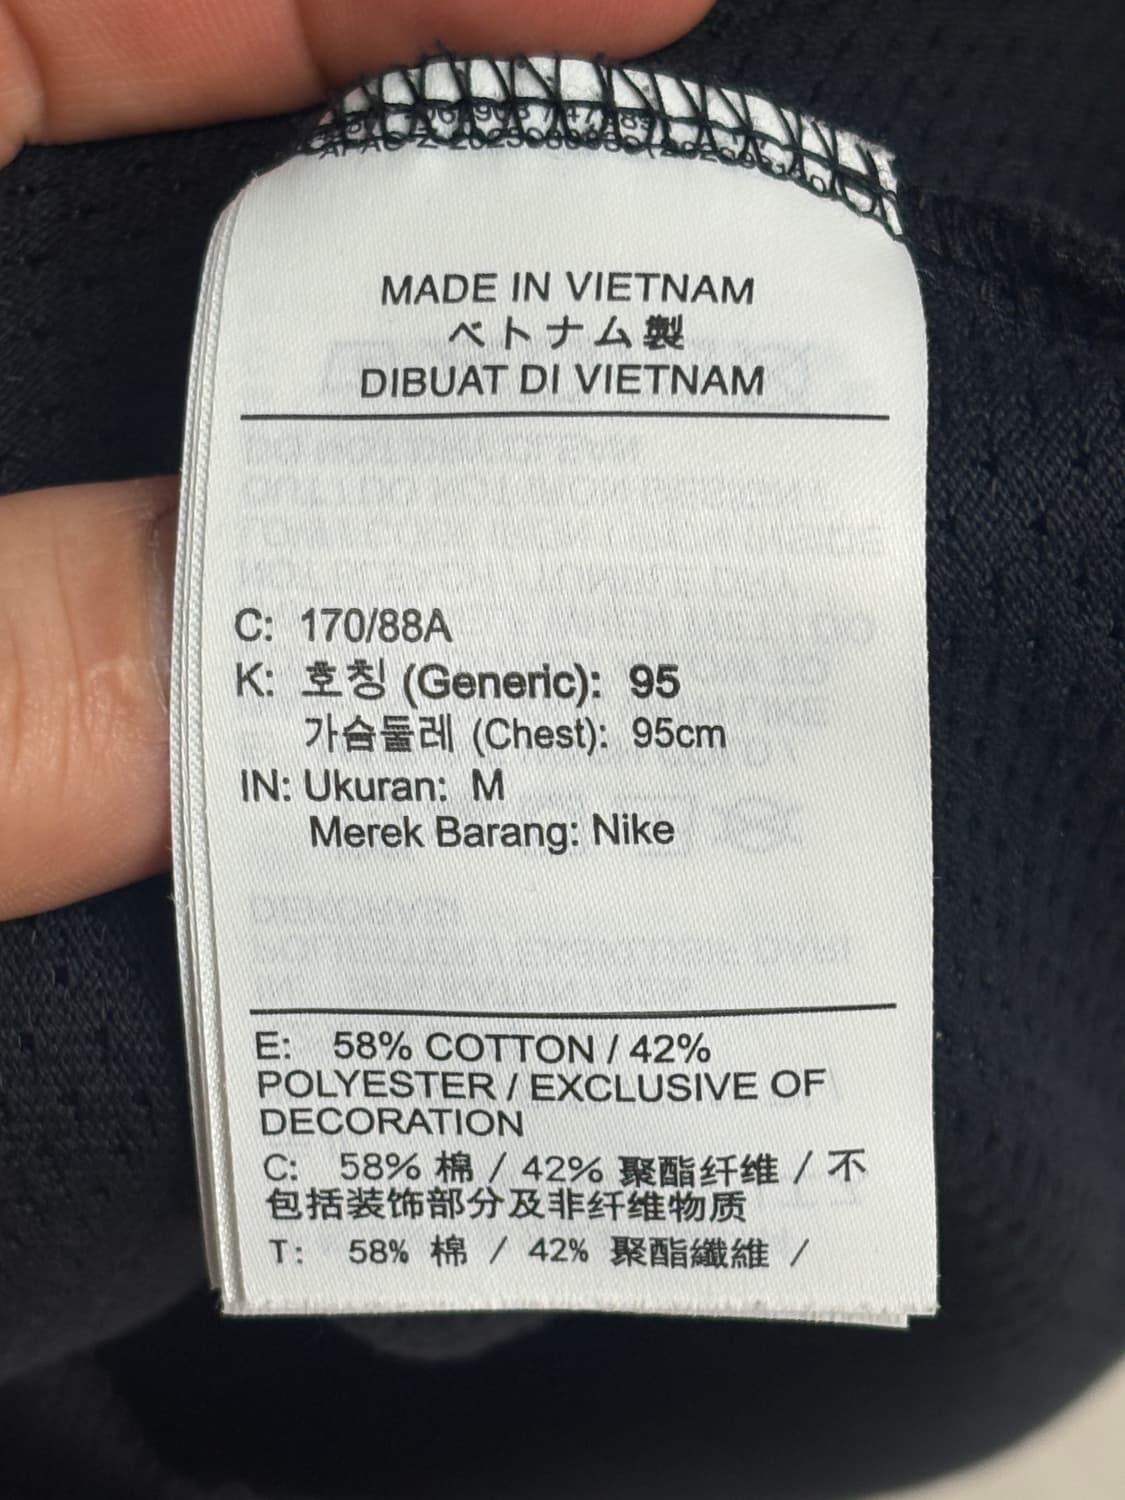 MADE IN VIETNAM
ベトナム製
DIBUAT DI VIETNAM
C: 170/88A
K: 호칭 (Generic): 95
가슴둘레 (Chest): 95cm
IN: Ukuran: M
Merek Barang: Nike
E: 58% COTTON / 42%
POLYESTER / EXCLUSIVE OF
DECORATION
C: 58% 棉 / 42% 聚酯纤维 / 不
包括装饰部分及非纤维物质
T: 58% 棉 / 42% 聚酯纖維 /